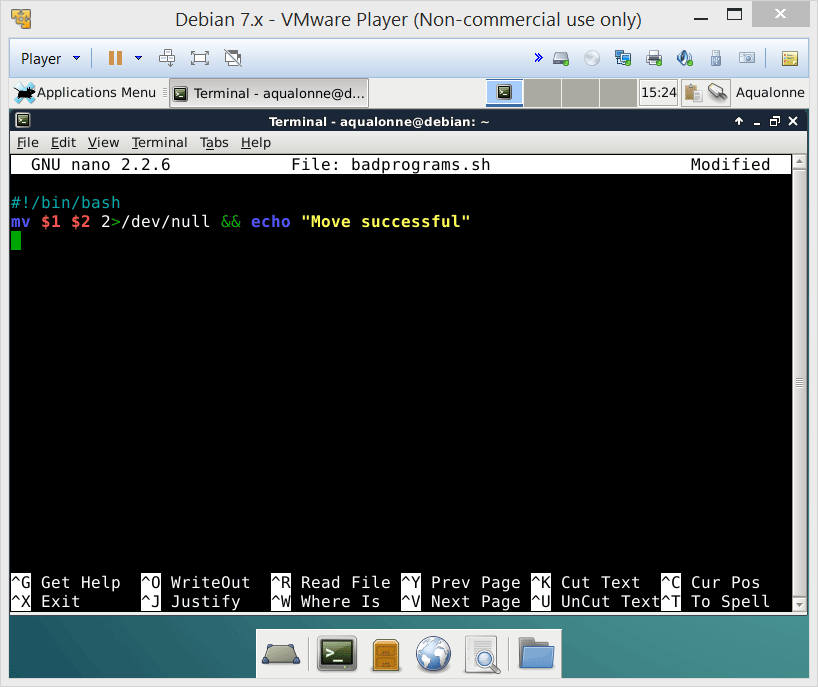 Debian 7.x - VMware Player (Non-commercial use only)
Player
Applications Menu
Terminal - aqualonne@d...
15:24
Aqualonne
Terminal - aqualonne@debian: ~
File Edit View Terminal Tabs Help
GNU nano 2.2.6 File: badprograms.sh Modified
#!/bin/bash
mv $1 $2 2>/dev/null && echo "Move successful"
^G Get Help ^O WriteOut ^R Read File ^Y Prev Page ^K Cut Text ^C Cur Pos
^X Exit ^J Justify ^W Where Is ^V Next Page ^U UnCut Text ^T To Spell